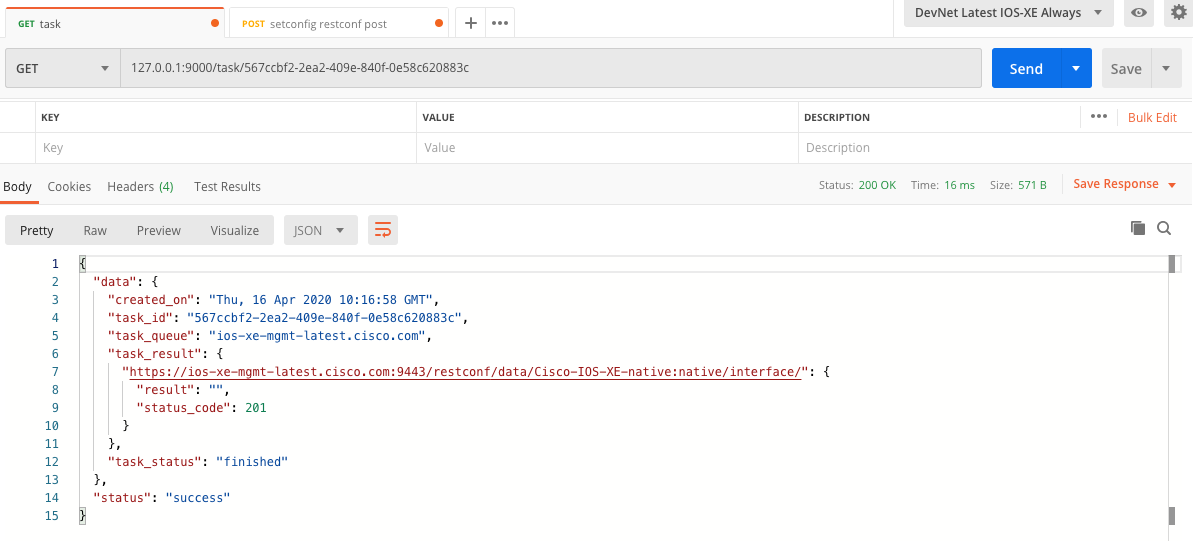 GET task
POST setconfig restconf post
DevNet Latest IOS-XE Always
GET
127.0.0.1:9000/task/567ccbf2-2ea2-409e-840f-0e58c620883c
Send
Save
KEY VALUE DESCRIPTION Bulk Edit
Key Value Description
Body Cookies Headers (4) Test Results Status: 200 OK Time: 16 ms Size: 571 B Save Response
Pretty Raw Preview Visualize JSON
1 {
2 "data": {
3 "created_on": "Thu, 16 Apr 2020 10:16:58 GMT",
4 "task_id": "567ccbf2-2ea2-409e-840f-0e58c620883c",
5 "task_queue": "ios-xe-mgmt-latest.cisco.com",
6 "task_result": {
7 "https://ios-xe-mgmt-latest.cisco.com:9443/restconf/data/Cisco-IOS-XE-native:native/interface/": {
8 "result": "",
9 "status_code": 201
10 }
11 },
12 "task_status": "finished"
13 },
14 "status": "success"
15 }